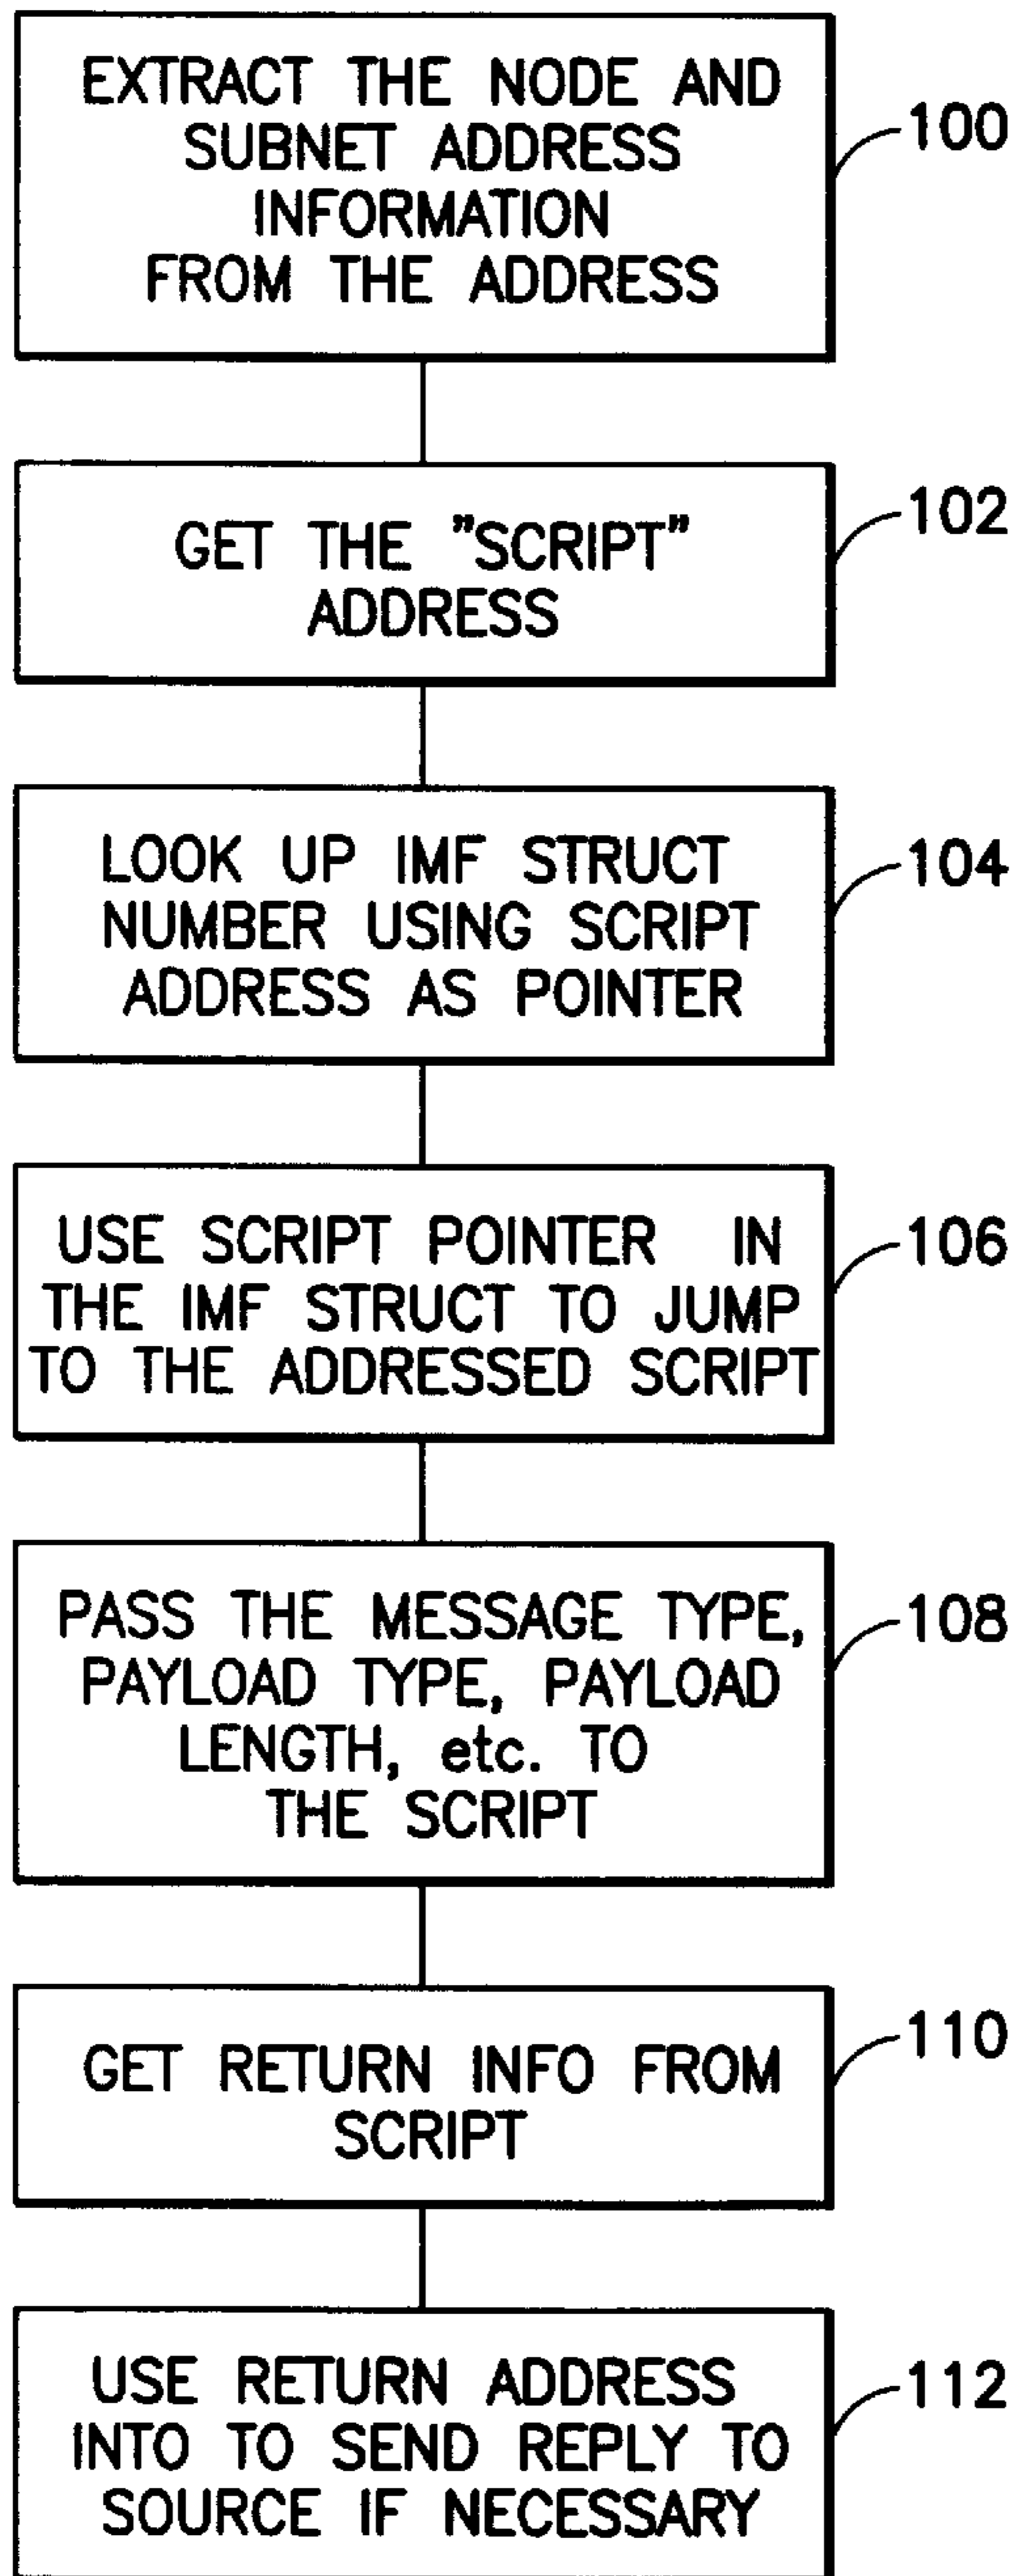 EXTRACT THE NODE AND
SUBNET ADDRESS
INFORMATION
FROM THE ADDRESS
100
GET THE "SCRIPT"
ADDRESS
102
LOOK UP IMF STRUCT
NUMBER USING SCRIPT
ADDRESS AS POINTER
104
USE SCRIPT POINTER IN
THE IMF STRUCT TO JUMP
TO THE ADDRESSED SCRIPT
106
PASS THE MESSAGE TYPE,
PAYLOAD TYPE, PAYLOAD
LENGTH, etc. TO
THE SCRIPT
108
GET RETURN INFO FROM
SCRIPT
110
USE RETURN ADDRESS
INTO TO SEND REPLY TO
SOURCE IF NECESSARY
112